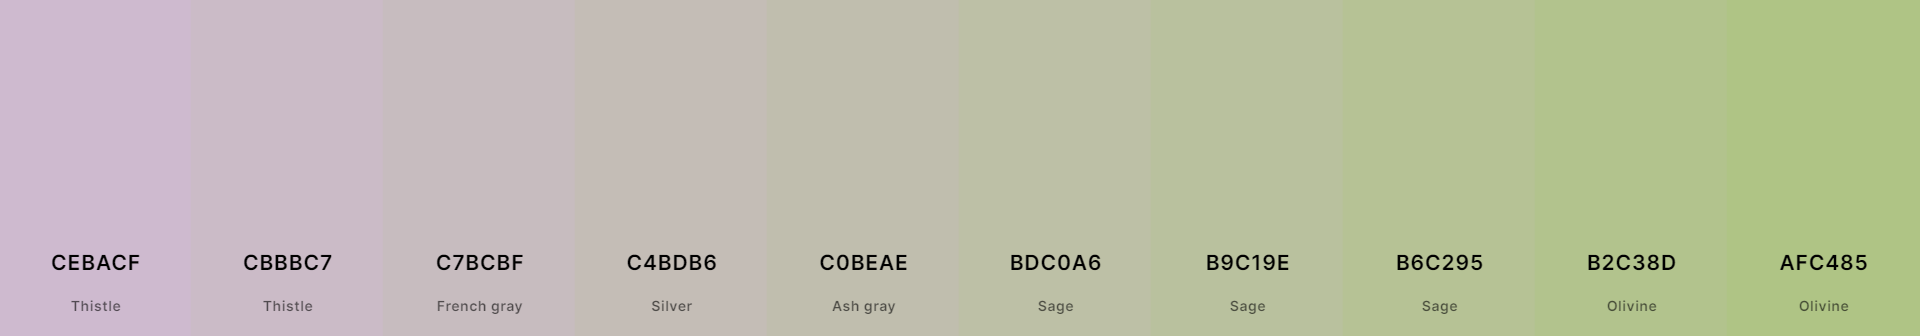 CEBACF CBBBC7 C7BCBF C4BDB6 C0BEAE BDC0A6 B9C19E B6C295 B2C38D AFC485
Thistle Thistle French gray Silver Ash gray Sage Sage Sage Olivine Olivine